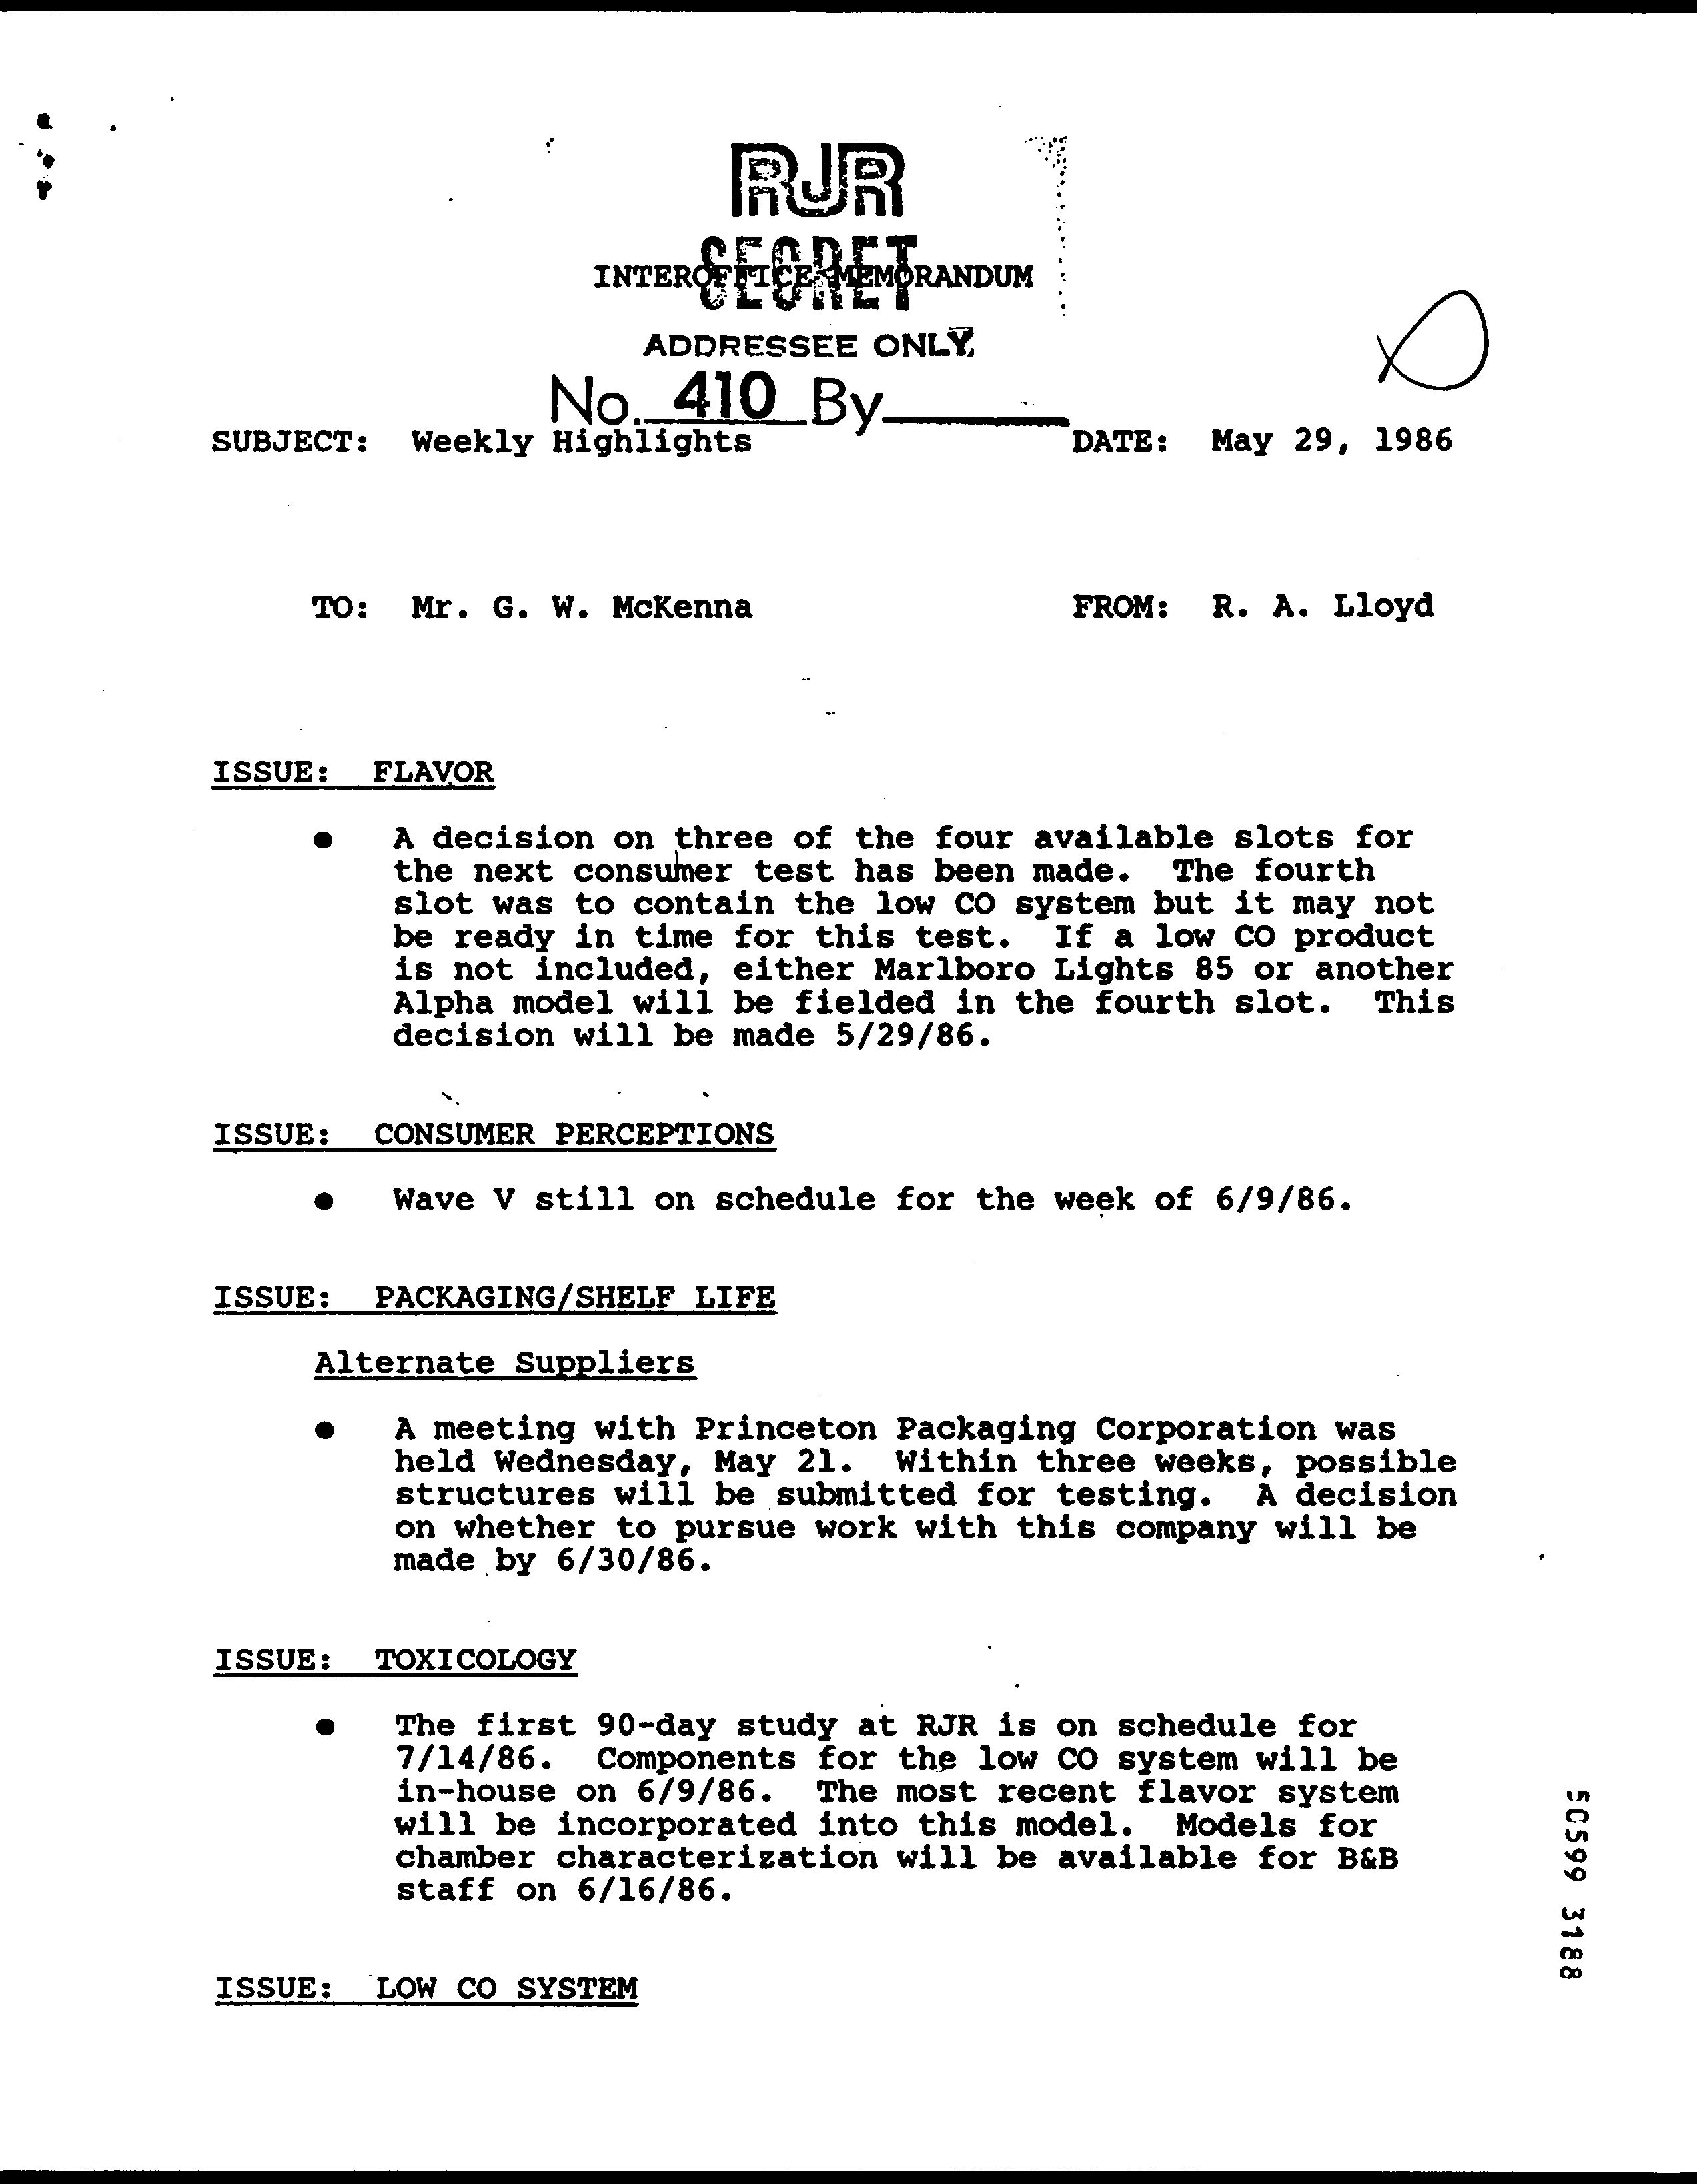 RJR
SECRET
INTEROFFICE MEMORANDUM
ADDRESSEE ONLY
No. 410 By
SUBJECT: Weekly Highlights DATE: May 29, 1986
TO: Mr. G. W. McKenna FROM: R. A. Lloyd
ISSUE: FLAVOR
● A decision on three of the four available slots for
the next consumer test has been made. The fourth
slot was to contain the low CO system but it may not
be ready in time for this test. If a low CO product
is not included, either Marlboro Lights 85 or another
Alpha model will be fielded in the fourth slot. This
decision will be made 5/29/86.
ISSUE: CONSUMER PERCEPTIONS
● Wave V still on schedule for the week of 6/9/86.
ISSUE: PACKAGING/SHELF LIFE
Alternate Suppliers
● A meeting with Princeton Packaging Corporation was
held Wednesday, May 21. Within three weeks, possible
structures will be submitted for testing. A decision
on whether to pursue work with this company will be
made by 6/30/86.
ISSUE: TOXICOLOGY
● The first 90-day study at RJR is on schedule for
7/14/86. Components for the low CO system will be
in-house on 6/9/86. The most recent flavor system
will be incorporated into this model. Models for
chamber characterization will be available for B&B
staff on 6/16/86.
ISSUE: LOW CO SYSTEM
50599 3188